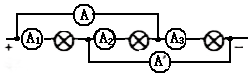 A
+ A₁ A₂ A₃ −
A′